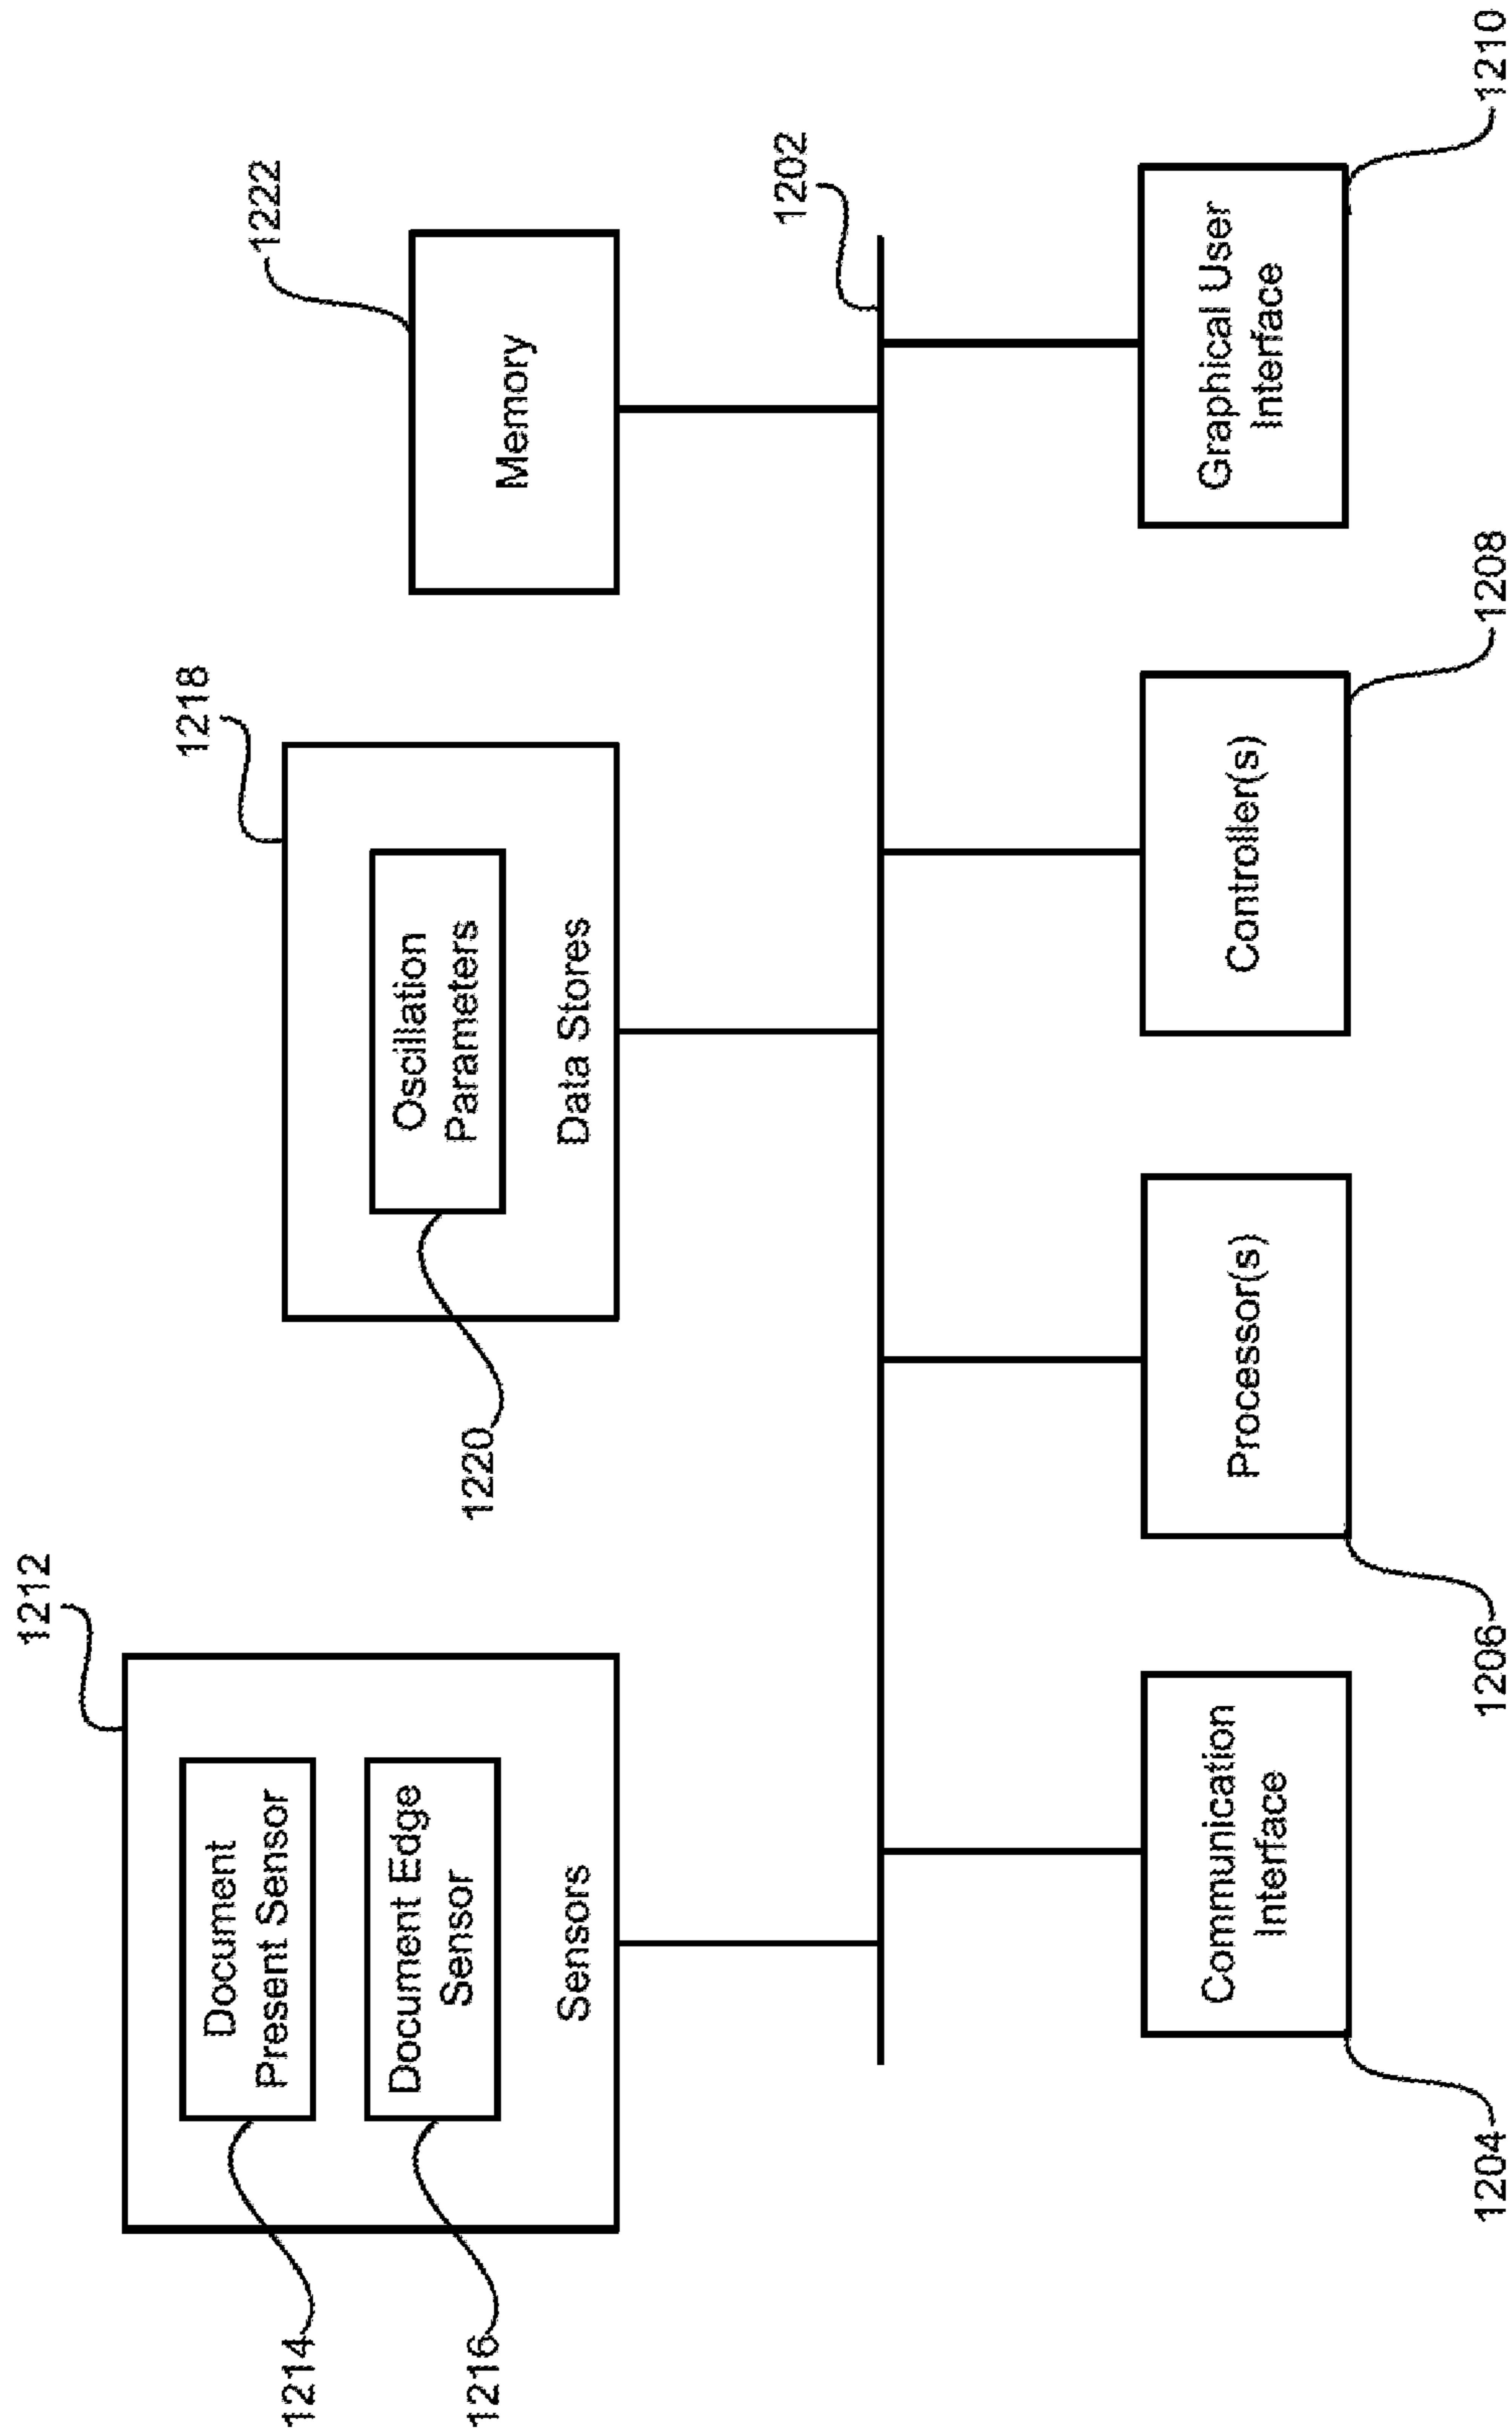 1212
Document
Present Sensor
Document Edge
Sensor
Sensors
1214
1216
1218
Oscillation
Parameters
Data Stores
1220
1222
Memory
1202
Communication
Interface
1204
Processor(s)
1206
Controller(s)
1208
Graphical User
Interface
1210